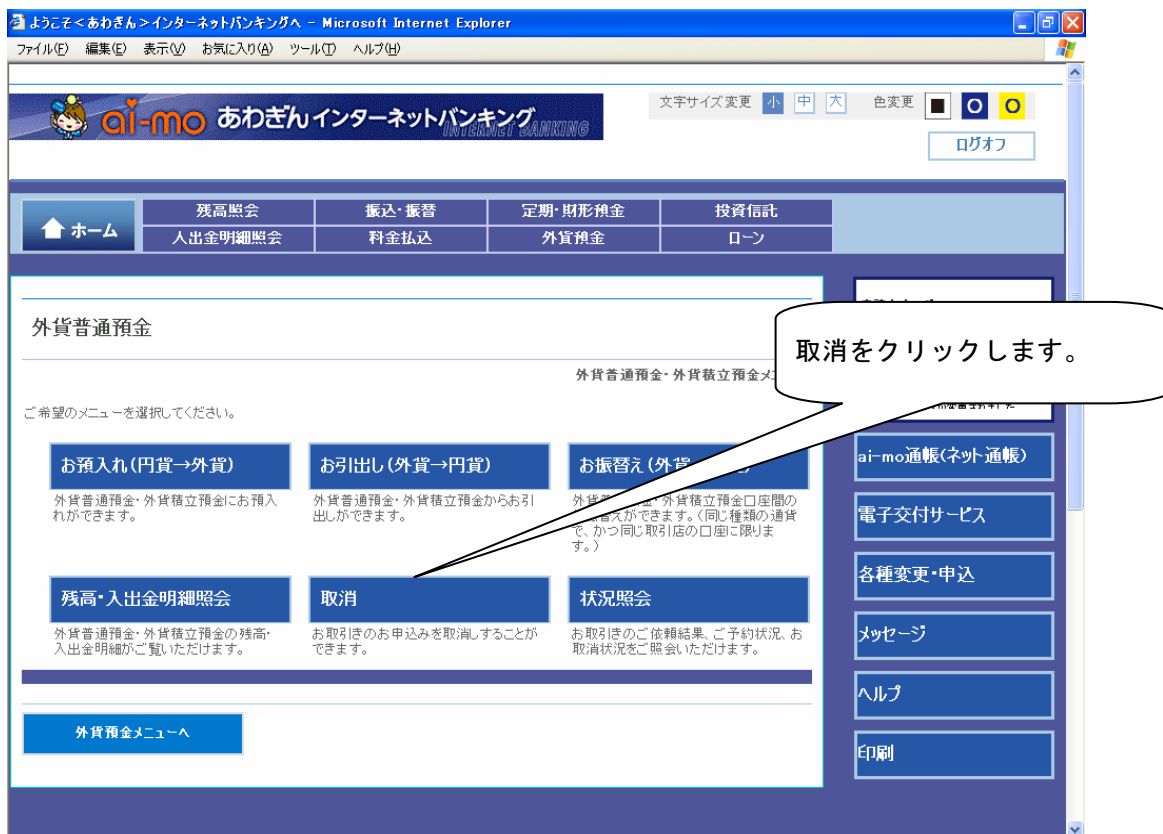 ようこそ<あわぎん>インターネットバンキングへ - Microsoft Internet Explorer
ファイル(F) 編集(E) 表示(V) お気に入り(A) ツール(T) ヘルプ(H)
文字サイズ変更 小 中 大 色変更 ■ O O
ai-mo あわぎんインターネットバンキング
INTERNET BANKING
ログオフ
ホーム
残高照会 振込・振替 定期・財形預金 投資信託
入出金明細照会 料金払込 外貨預金 ローン
外貨普通預金
取消をクリックします。
外貨普通預金・外貨積立預金メ
ご希望のメニューを選択してください。
お預入れ(円貨→外貨) お引出し(外貨→円貨) お振替え(外貨
外貨普通預金・外貨積立預金にお預入
れができます。
外貨普通預金・外貨積立預金からお引
出しができます。
外貨積立預金口座間の
ができます。(同じ種類の通貨
で、かつ同じ取引店の口座に限りま
す。)
残高・入出金明細照会 取消 状況照会
外貨普通預金・外貨積立預金の残高・
入出金明細がご覧いただけます。
お取引きのお申込みを取消しすることが
できます。
お取引きのご依頼結果、ご予約状況、お
取消状況をご照会いただけます。
外貨預金メニューへ
ai-mo通帳(ネット通帳)
電子交付サービス
各種変更・申込
メッセージ
ヘルプ
印刷